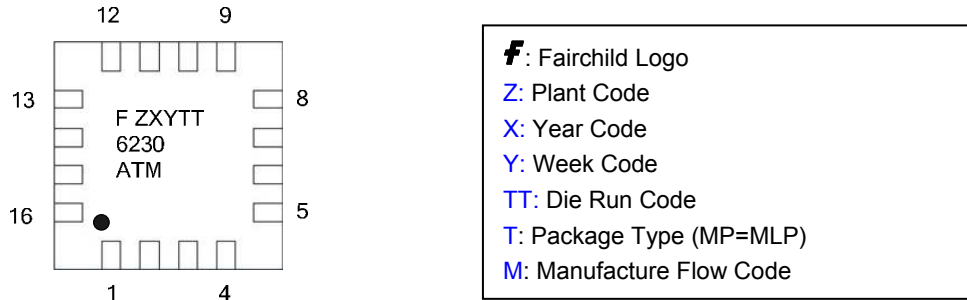 12 9
13 8
F ZXYTT
6230
ATM
16 5
1 4
F: Fairchild Logo
Z: Plant Code
X: Year Code
Y: Week Code
TT: Die Run Code
T: Package Type (MP=MLP)
M: Manufacture Flow Code